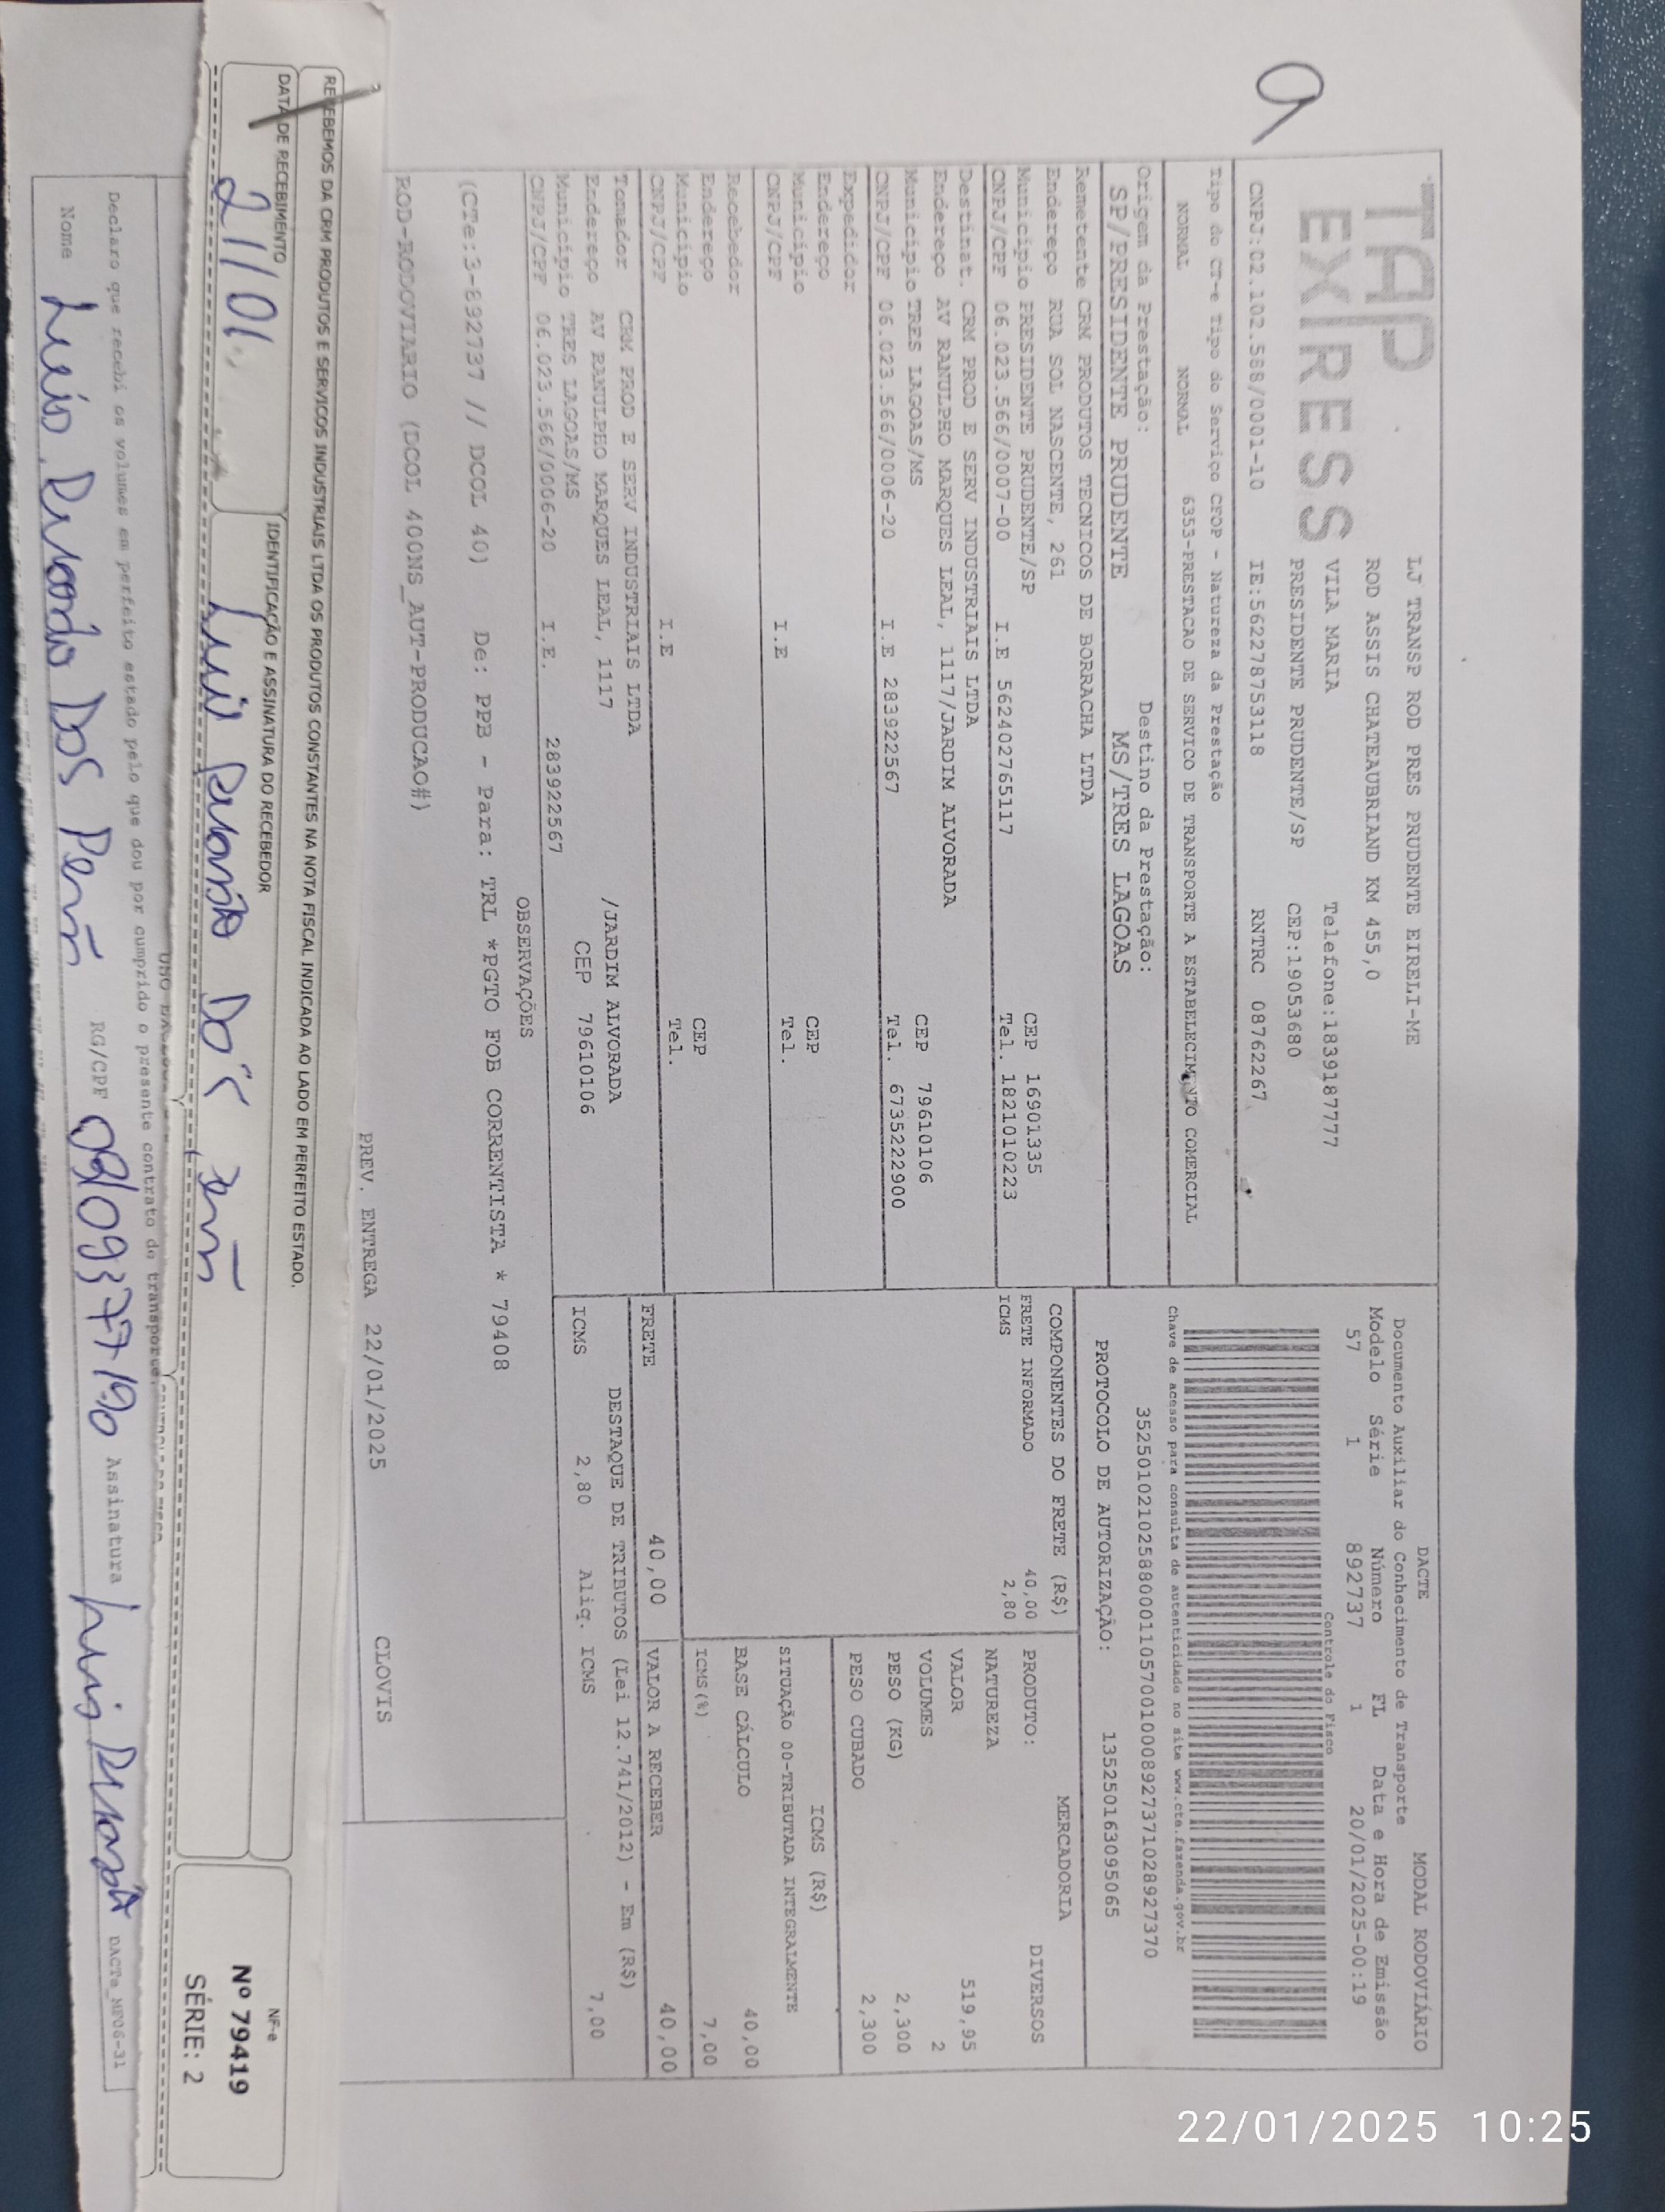 9
TAP
EXPRESS
LJ TRANSP ROD PRES PRUDENTE EIRELI-ME
ROD ASSIS CHATEAUBRIAND KM 455,0
VILA MARIA Telefone:1839187777
PRESIDENTE PRUDENTE/SP CEP:19053680
CNPJ:02.102.588/0001-10 IE:562278753118 RNTRC 08762267
DACTE MODAL RODOVIÁRIO
Documento Auxiliar do Conhecimento de Transporte
Modelo Série Número FL Data e Hora de Emissão
57 1 892737 1 20/01/2025-00:19
Controle do Fisco
Chave de acesso para consulta de autenticidade no site www.cte.fazenda.gov.br
35250102102588000110570010008927371028927370
PROTOCOLO DE AUTORIZAÇÃO: 135250163095065
Tipo do CT-e Tipo do Serviço CFOP - Natureza da Prestação
NORMAL NORMAL 6353-PRESTACAO DE SERVICO DE TRANSPORTE A ESTABELECIMENTO COMERCIAL
Origem da Prestação: Destino da Prestação:
SP/PRESIDENTE PRUDENTE MS/TRES LAGOAS
Remetente CRM PRODUTOS TECNICOS DE BORRACHA LTDA
Endereço RUA SOL NASCENTE, 261
Município PRESIDENTE PRUDENTE/SP CEP 16901335
CNPJ/CPF 06.023.566/0007-00 I.E 562402765117 Tel. 1821010223
Destinat. CRM PROD E SERV INDUSTRIAIS LTDA
Endereço AV RANULPHO MARQUES LEAL, 1117/JARDIM ALVORADA
Município TRES LAGOAS/MS CEP 79610106
CNPJ/CPF 06.023.566/0006-20 I.E 283922567 Tel. 6735222900
Expedidor
Endereço
Município CEP
CNPJ/CPF I.E Tel.
Recebedor
Endereço
Município CEP
CNPJ/CPF I.E Tel.
Tomador CRM PROD E SERV INDUSTRIAIS LTDA
Endereço AV RANULPHO MARQUES LEAL, 1117 /JARDIM ALVORADA
Município TRES LAGOAS/MS CEP 79610106
CNPJ/CPF 06.023.566/0006-20 I.E. 283922567
COMPONENTES DO FRETE (R$)
FRETE INFORMADO 40,00
ICMS 2,80
MERCADORIA
PRODUTO: DIVERSOS
NATUREZA
VALOR 519,95
VOLUMES 2
PESO (KG) 2,300
PESO CUBADO 2,300
ICMS (R$)
SITUAÇÃO 00-TRIBUTADA INTEGRALMENTE
BASE CÁLCULO 40,00
ICMS(%) 7,00
FRETE 40,00 VALOR A RECEBER 40,00
DESTAQUE DE TRIBUTOS (Lei 12.741/2012) - Em (R$)
ICMS 2,80 Aliq. ICMS 7,00
OBSERVAÇÕES
(CTe:3-892737 // DCOL 40) De: PPB - Para: TRL *PGTO FOB CORRENTISTA * 79408
ROD-RODOVIARIO (DCOL 400NS_AUT-PRODUCAO#)
PREV. ENTREGA 22/01/2025 CLOVIS
RECEBEMOS DA CRM PRODUTOS E SERVICOS INDUSTRIAIS LTDA OS PRODUTOS CONSTANTES NA NOTA FISCAL INDICADA AO LADO EM PERFEITO ESTADO.
DATA DE RECEBIMENTO IDENTIFICAÇÃO E ASSINATURA DO RECEBEDOR
21/01
NF-e
Nº 79419
SÉRIE: 2
Declaro que recebi os volumes em perfeito estado pelo que dou por cumprido o presente contrato de transporte.
Nome Luis Dos RG/CPF Assinatura Luis
DACTe_MF06-31
22/01/2025 10:25